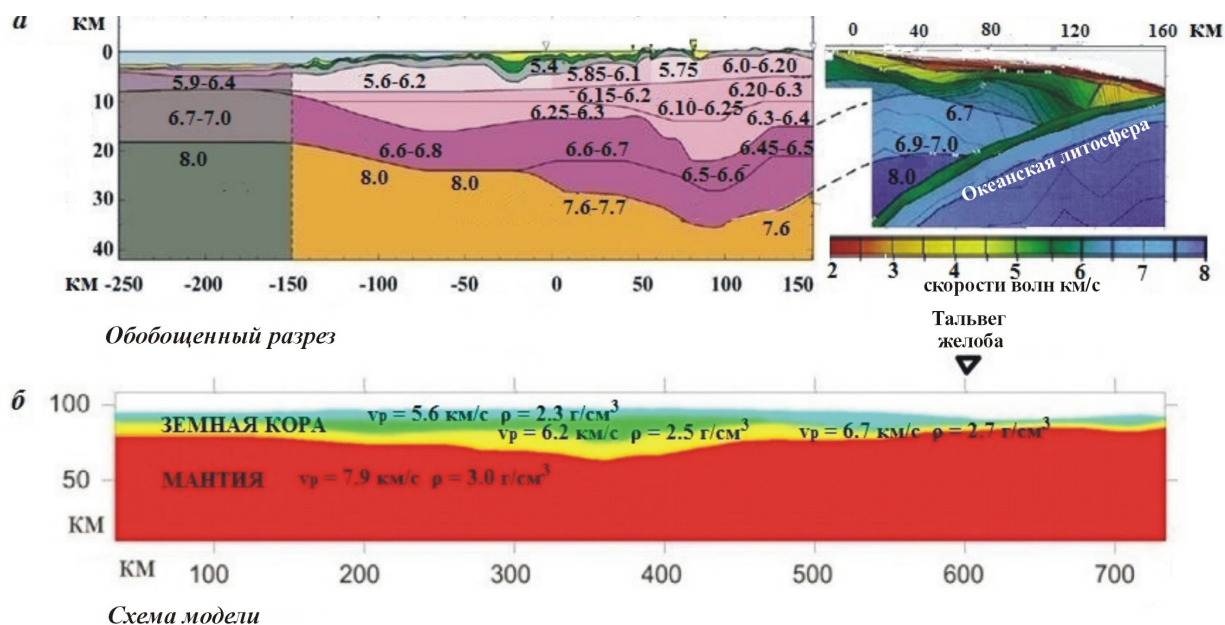 а
КМ
0 40 80 120 160 КМ
0
10
20
30
40
5.4
5.75
6.0-6.20
5.9-6.4
5.6-6.2
5.85-6.1
6.20-6.3
6.15-6.2
6.7-7.0
6.25-6.3
6.10-6.25
6.3-6.4
6.7
6.6-6.8
6.6-6.7
6.45-6.5
6.9-7.0
8.0
8.0
8.0
6.5-6.6
8.0
7.6-7.7
7.6
Океанская литосфера
2 3 4 5 6 7 8
скорости волн км/с
КМ -250 -200 -150 -100 -50 0 50 100 150
Обобощенный разрез
Тальвег
желоба
б
100
50
КМ
vp = 5.6 км/с ρ = 2.3 г/см³
ЗЕМНАЯ КОРА
vp = 6.2 км/с ρ = 2.5 г/см³
vp = 6.7 км/с ρ = 2.7 г/см³
МАНТИЯ vp = 7.9 км/с ρ = 3.0 г/см³
КМ 100 200 300 400 500 600 700
Схема модели